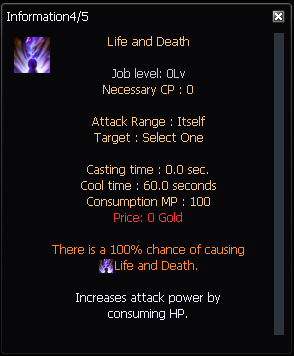 Information4/5
Life and Death
Job level: 0Lv
Necessary CP : 0
Attack Range : Itself
Target : Select One
Casting time : 0.0 sec.
Cool time : 60.0 seconds
Consumption MP : 100
Price: 0 Gold
There is a 100% chance of causing
Life and Death.
Increases attack power by
consuming HP.